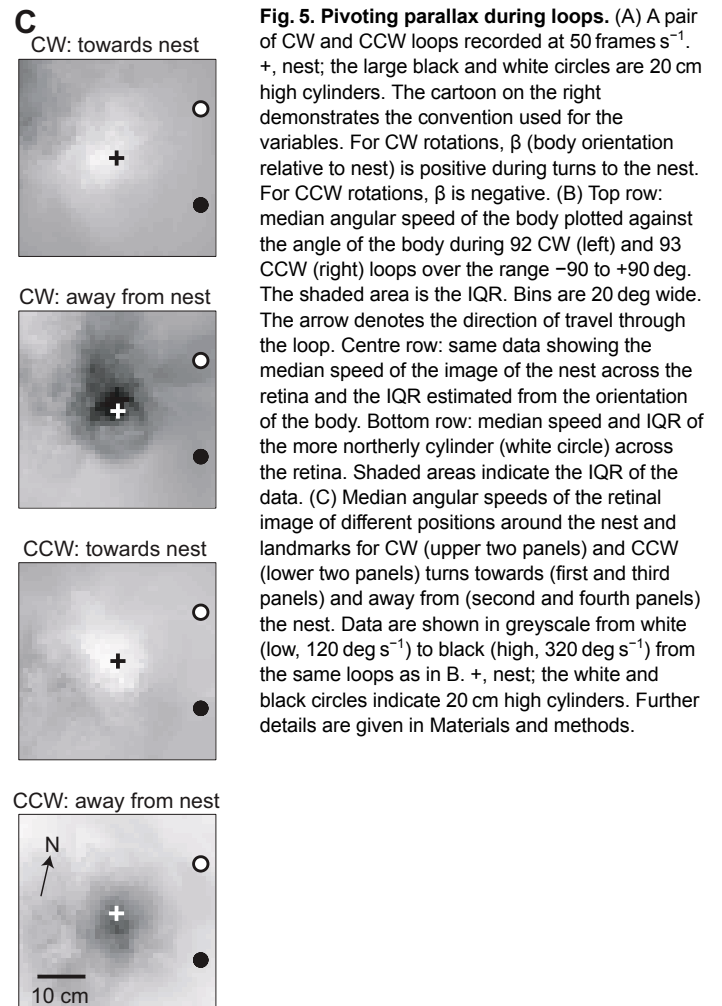 C
CW: towards nest
CW: away from nest
CCW: towards nest
CCW: away from nest
N
10 cm
Fig. 5. Pivoting parallax during loops. (A) A pair
of CW and CCW loops recorded at 50 frames s⁻¹.
+, nest; the large black and white circles are 20 cm
high cylinders. The cartoon on the right
demonstrates the convention used for the
variables. For CW rotations, β (body orientation
relative to nest) is positive during turns to the nest.
For CCW rotations, β is negative. (B) Top row:
median angular speed of the body plotted against
the angle of the body during 92 CW (left) and 93
CCW (right) loops over the range −90 to +90 deg.
The shaded area is the IQR. Bins are 20 deg wide.
The arrow denotes the direction of travel through
the loop. Centre row: same data showing the
median speed of the image of the nest across the
retina and the IQR estimated from the orientation
of the body. Bottom row: median speed and IQR of
the more northerly cylinder (white circle) across
the retina. Shaded areas indicate the IQR of the
data. (C) Median angular speeds of the retinal
image of different positions around the nest and
landmarks for CW (upper two panels) and CCW
(lower two panels) turns towards (first and third
panels) and away from (second and fourth panels)
the nest. Data are shown in greyscale from white
(low, 120 deg s⁻¹) to black (high, 320 deg s⁻¹) from
the same loops as in B. +, nest; the white and
black circles indicate 20 cm high cylinders. Further
details are given in Materials and methods.